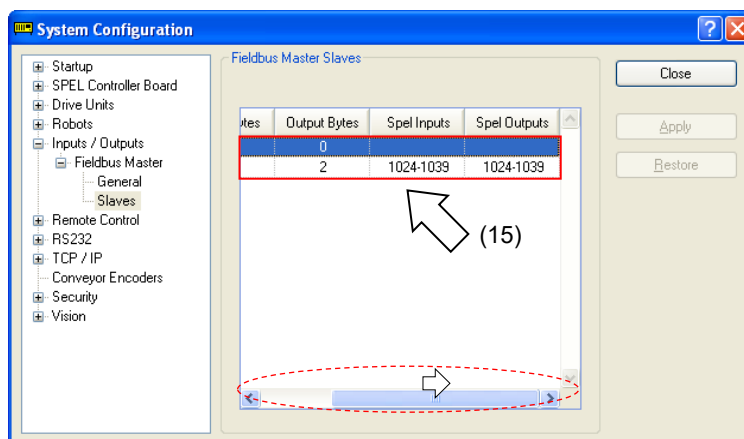 System Configuration
Startup
SPEL Controller Board
Drive Units
Robots
Inputs / Outputs
Fieldbus Master
General
Slaves
Remote Control
RS232
TCP / IP
Conveyor Encoders
Security
Vision
Fieldbus Master Slaves
Output Bytes Spel Inputs Spel Outputs
0
2 1024-1039 1024-1039
(15)
Close
Apply
Restore